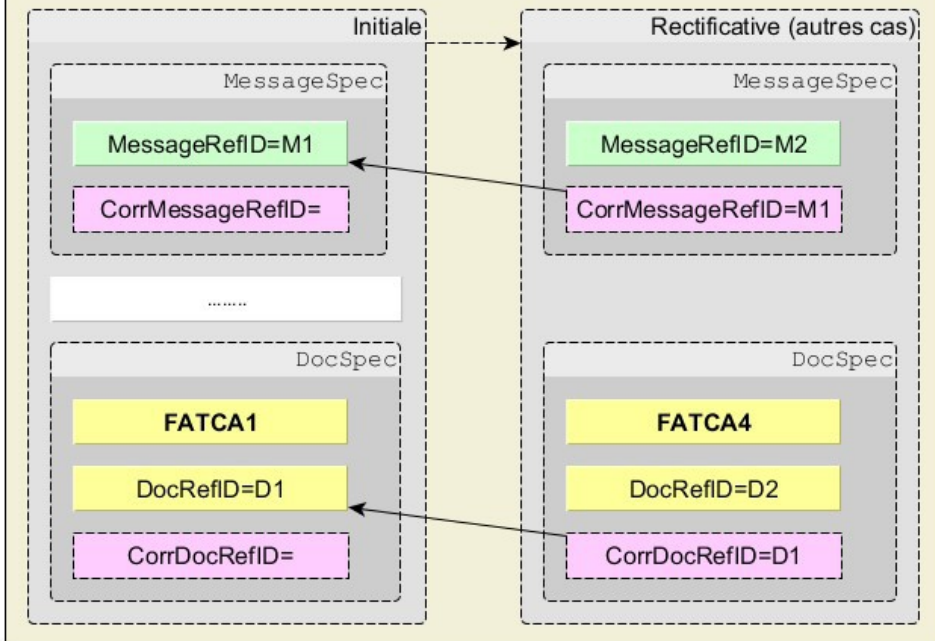 Initiale
MessageSpec
MessageRefID=M1
CorrMessageRefID=
........
DocSpec
FATCA1
DocRefID=D1
CorrDocRefID=
Rectificative (autres cas)
MessageSpec
MessageRefID=M2
CorrMessageRefID=M1
DocSpec
FATCA4
DocRefID=D2
CorrDocRefID=D1